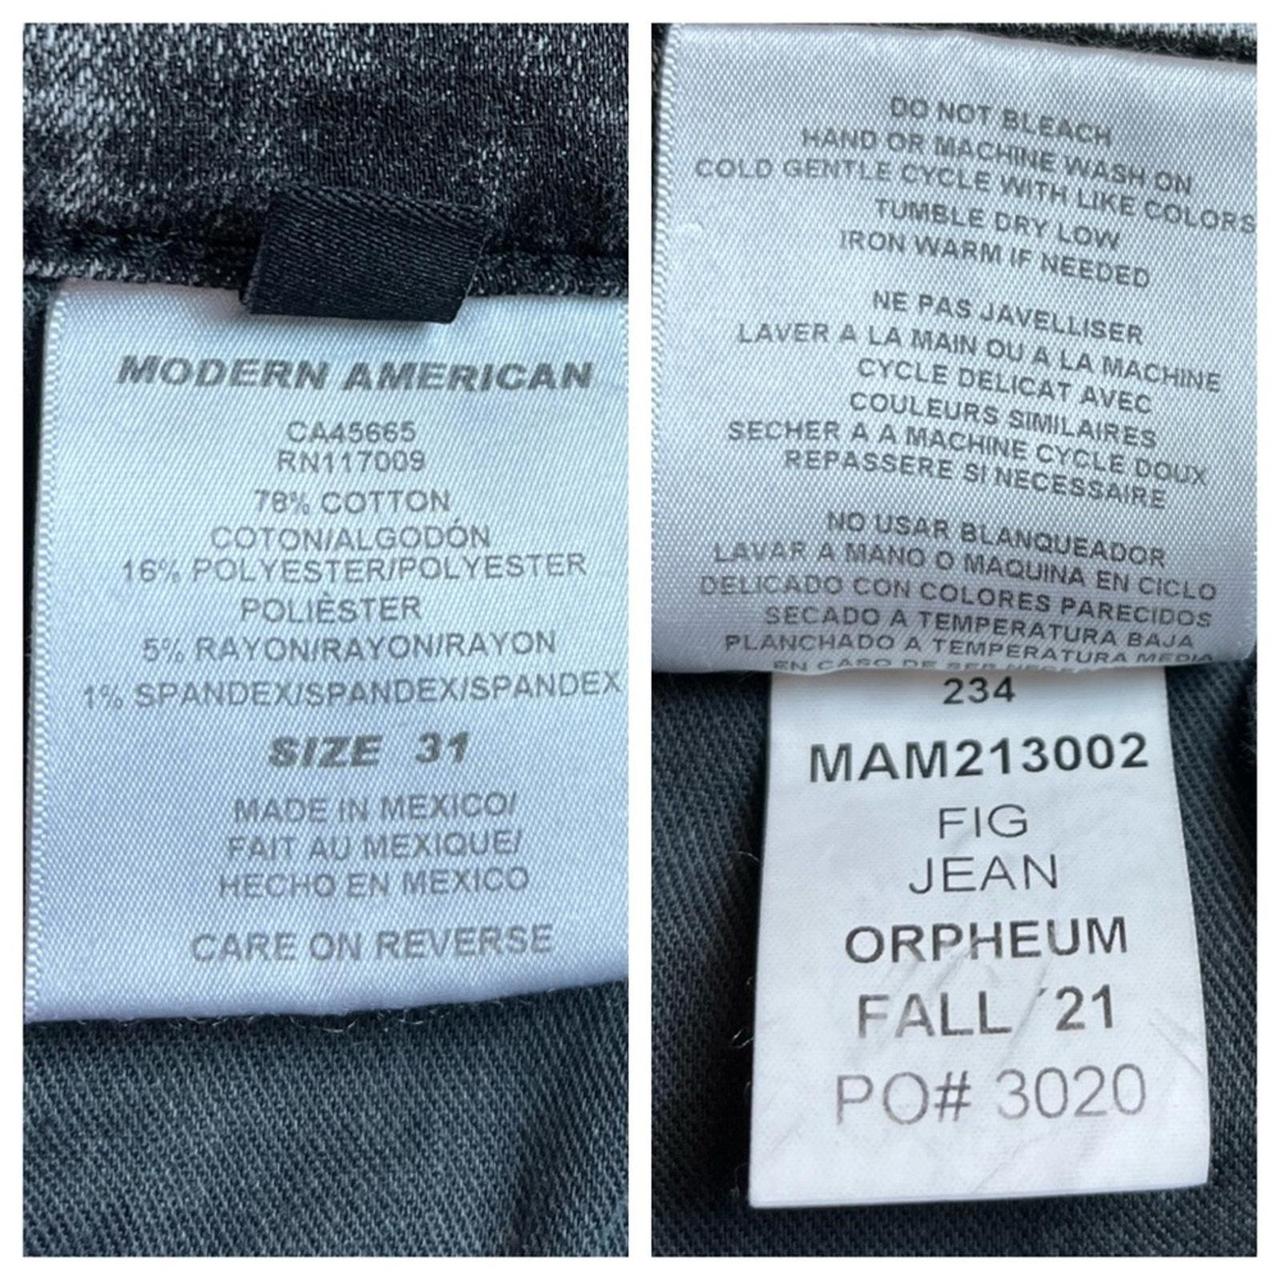 MODERN AMERICAN
CA45665
RN117009
78% COTTON
COTON/ALGODÓN
16% POLYESTER/POLYESTER
POLIÈSTER
5% RAYON/RAYON/RAYON
1% SPANDEX/SPANDEX/SPANDEX
SIZE 31
MADE IN MEXICO/
FAIT AU MEXIQUE/
HECHO EN MEXICO
CARE ON REVERSE
DO NOT BLEACH
HAND OR MACHINE WASH ON
COLD GENTLE CYCLE WITH LIKE COLORS
TUMBLE DRY LOW
IRON WARM IF NEEDED
NE PAS JAVELLISER
LAVER A LA MAIN OU A LA MACHINE
CYCLE DELICAT AVEC
COULEURS SIMILAIRES
SECHER A A MACHINE CYCLE DOUX
REPASSERE SI NECESSAIRE
NO USAR BLANQUEADOR
LAVAR A MANO O MAQUINA EN CICLO
DELICADO CON COLORES PARECIDOS
SECADO A TEMPERATURA BAJA
PLANCHADO A TEMPERATURA MEDIA
EN CASO DE SER
234
MAM213002
FIG
JEAN
ORPHEUM
FALL ´21
PO# 3020